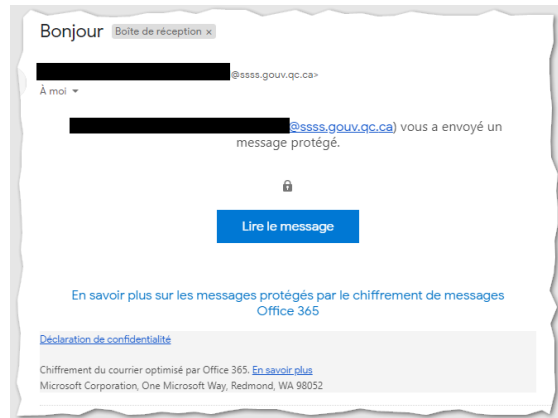 Bonjour Boîte de réception ×
@ssss.gouv.qc.ca>
À moi
@ssss.gouv.qc.ca) vous a envoyé un
message protégé.
Lire le message
En savoir plus sur les messages protégés par le chiffrement de messages
Office 365
Déclaration de confidentialité
Chiffrement du courrier optimisé par Office 365. En savoir plus
Microsoft Corporation, One Microsoft Way, Redmond, WA 98052